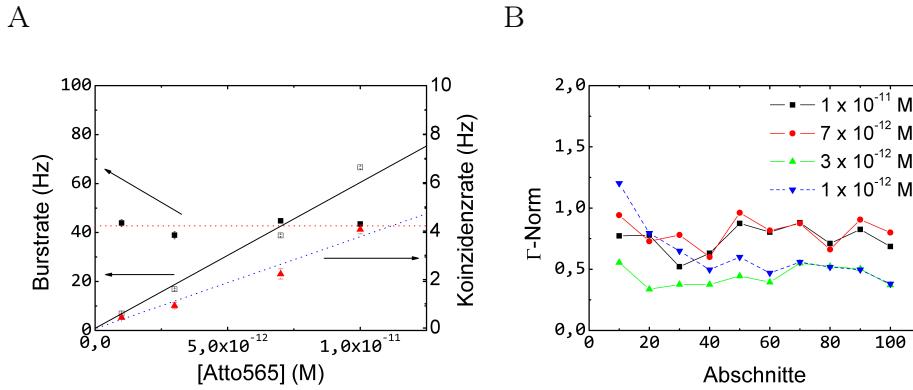 A
100
80
60
40
20
0
Burstrate (Hz)
10
8
6
4
2
0
Koinzidenzrate (Hz)
0,0
5,0x10⁻¹²
1,0x10⁻¹¹
[Atto565] (M)
B
2,0
1,5
1,0
0,5
0,0
Γ-Norm
1 x 10⁻¹¹ M
7 x 10⁻¹² M
3 x 10⁻¹² M
1 x 10⁻¹² M
0 20 40 60 80 100
Abschnitte